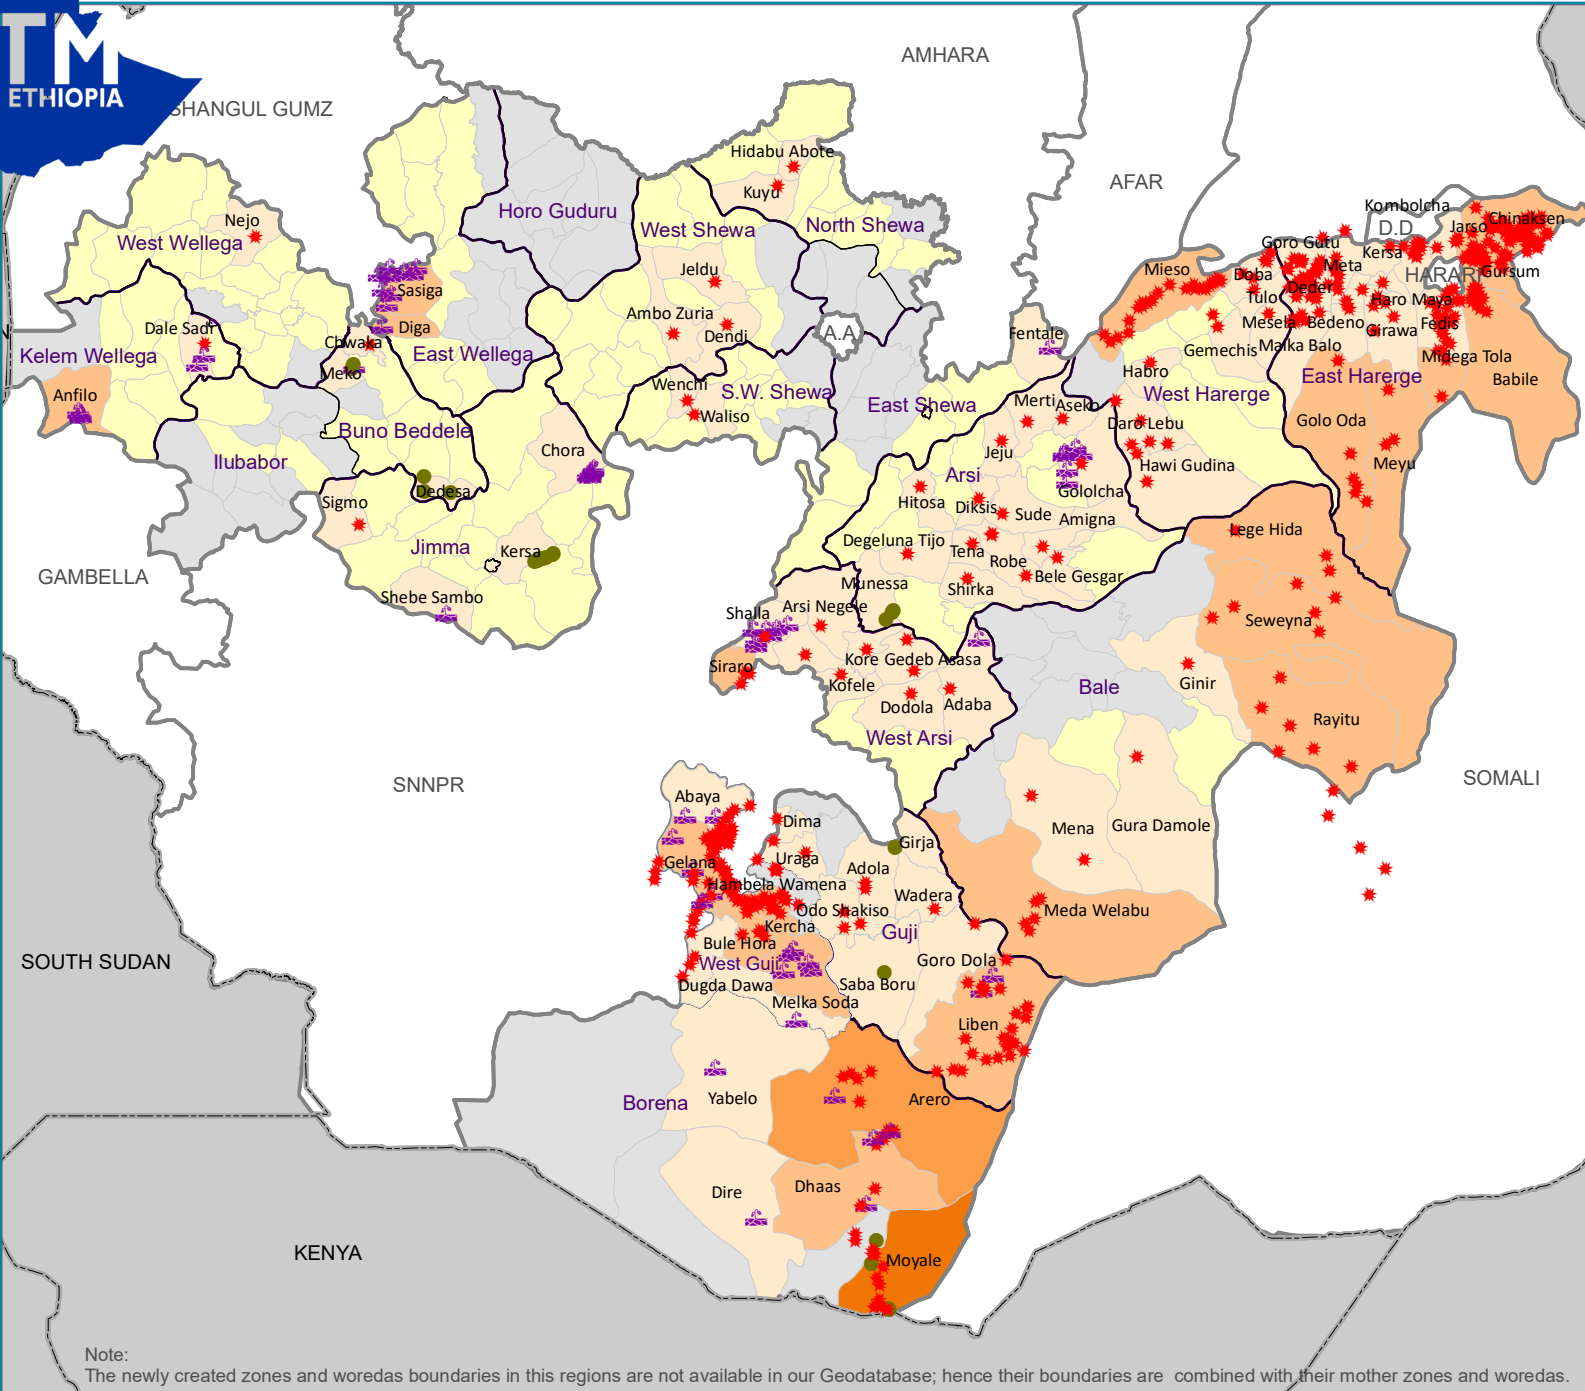 TM
ETHIOPIA
SHANGUL GUMZ
AMHARA
AFAR
Hidabu Abote
Kuyu
Horo Guduru
West Shewa
North Shewa
Nejo
West Wellega
Kombolcha
D.D
Jarso
Chinaksen
Goro Gutu
Kersa
Meta
HARARI
Gursum
Mieso
Doba
Deder
Tulo
Haro Maya
Jeldu
Sasiga
Diga
Ambo Zuria
Dendi
Mesela
Bedeno
Girawa
Fedis
Dale Sadi
Chwaka
Meko
East Wellega
A.A
Fentale
Gemechis
Malka Balo
Midega Tola
Kelem Wellega
Habro
East Harerge
Babile
Anfilo
Wenchi
S.W. Shewa
Waliso
East Shewa
Merti
Aseko
West Harerge
Daro Lebu
Golo Oda
Buno Beddele
Chora
Jeju
Hawi Gudina
Meyu
Ilubabor
Arsi
Gololcha
Dedesa
Sigmo
Hitosa
Diksis
Sude
Amigna
Lege Hida
Jimma
Kersa
Degeluna Tijo
Tena
Robe
GAMBELLA
Munessa
Shirka
Bele Gesgar
Shebe Sambo
Shalla
Arsi Negele
Seweyna
Siraro
Kore
Gedeb Asasa
Kofele
Dodola
Adaba
Bale
Ginir
Rayitu
West Arsi
SNNPR
SOMALI
Abaya
Dima
Girja
Mena
Gura Damole
Gelana
Uraga
Adola
Hambela Wamena
Wadera
Odo Shakiso
Meda Welabu
Kercha
Bule Hora
Guji
West Guji
Goro Dola
SOUTH SUDAN
Dugda Dawa
Saba Boru
Melka Soda
Liben
Borena
Yabelo
Arero
Dire
Dhaas
KENYA
Moyale
Note:
The newly created zones and woredas boundaries in this regions are not available in our Geodatabase; hence their boundaries are combined with their mother zones and woredas.